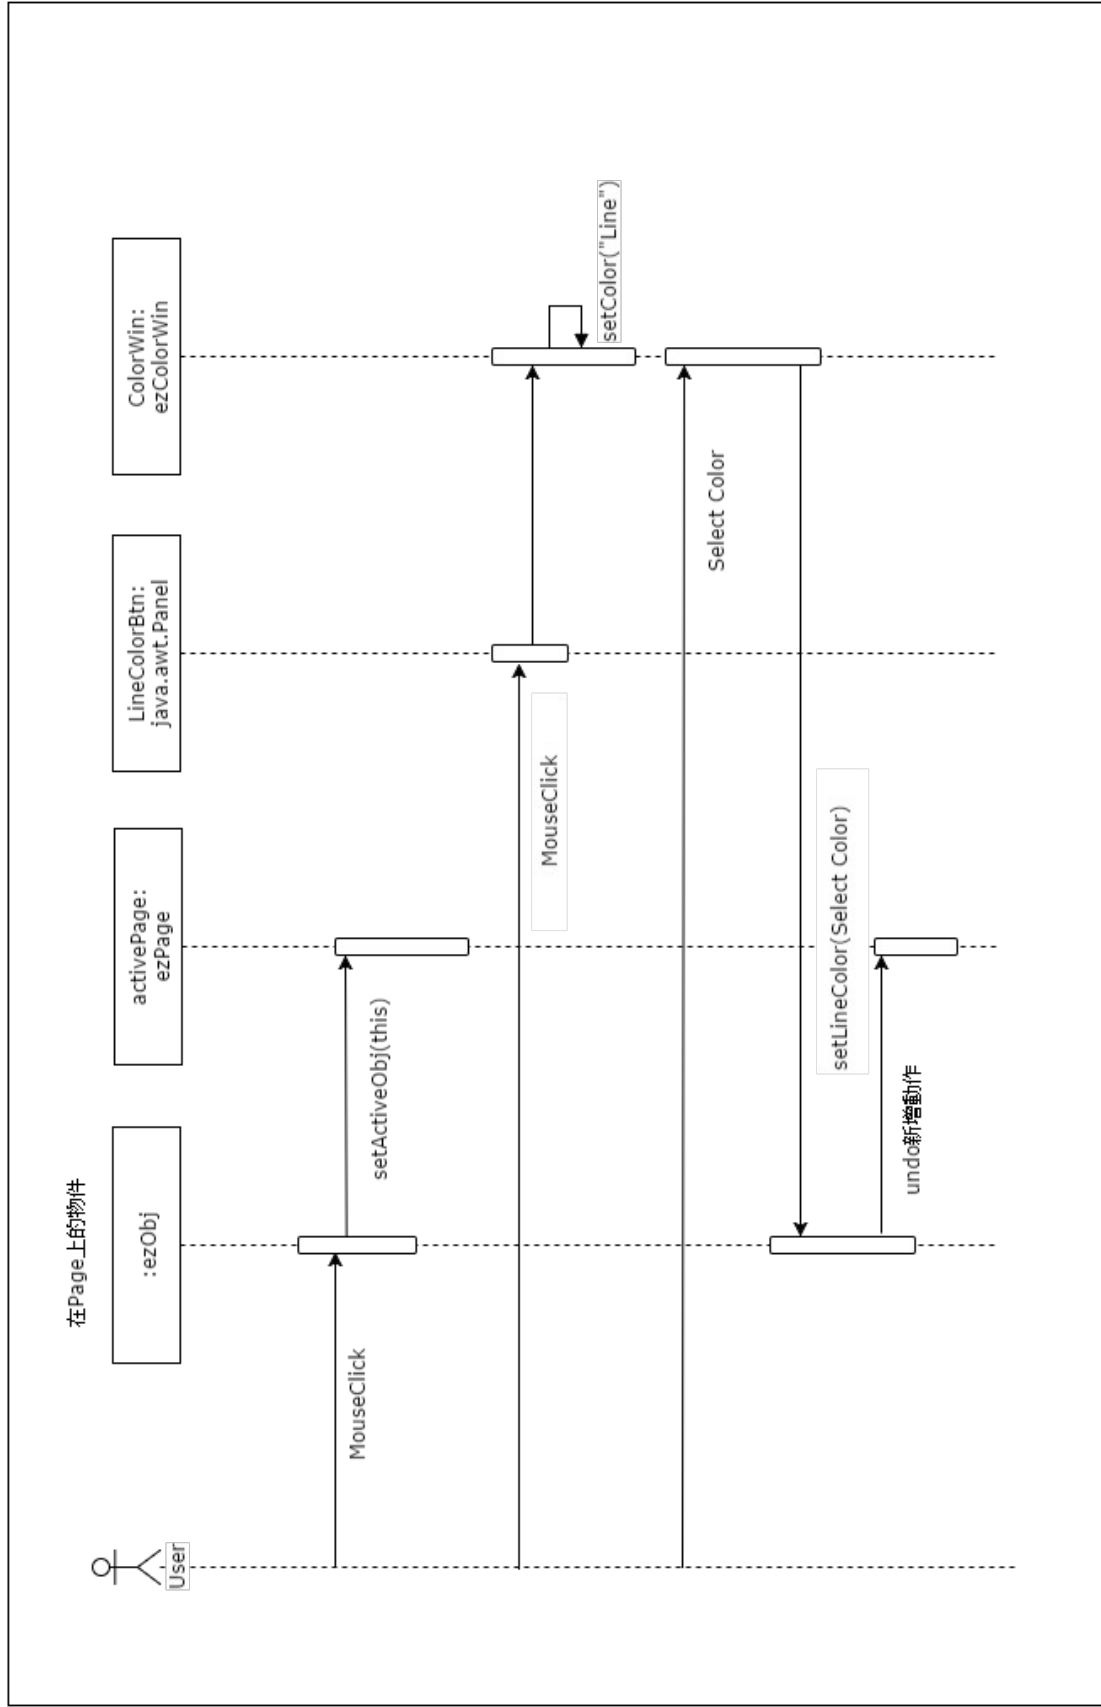 在Page上的物件
User
:ezObj
activePage:
ezPage
LineColorBtn:
java.awt.Panel
ColorWin:
ezColorWin
MouseClick
setActiveObj(this)
MouseClick
setColor("Line")
Select Color
setLineColor(Select Color)
undo新增動作